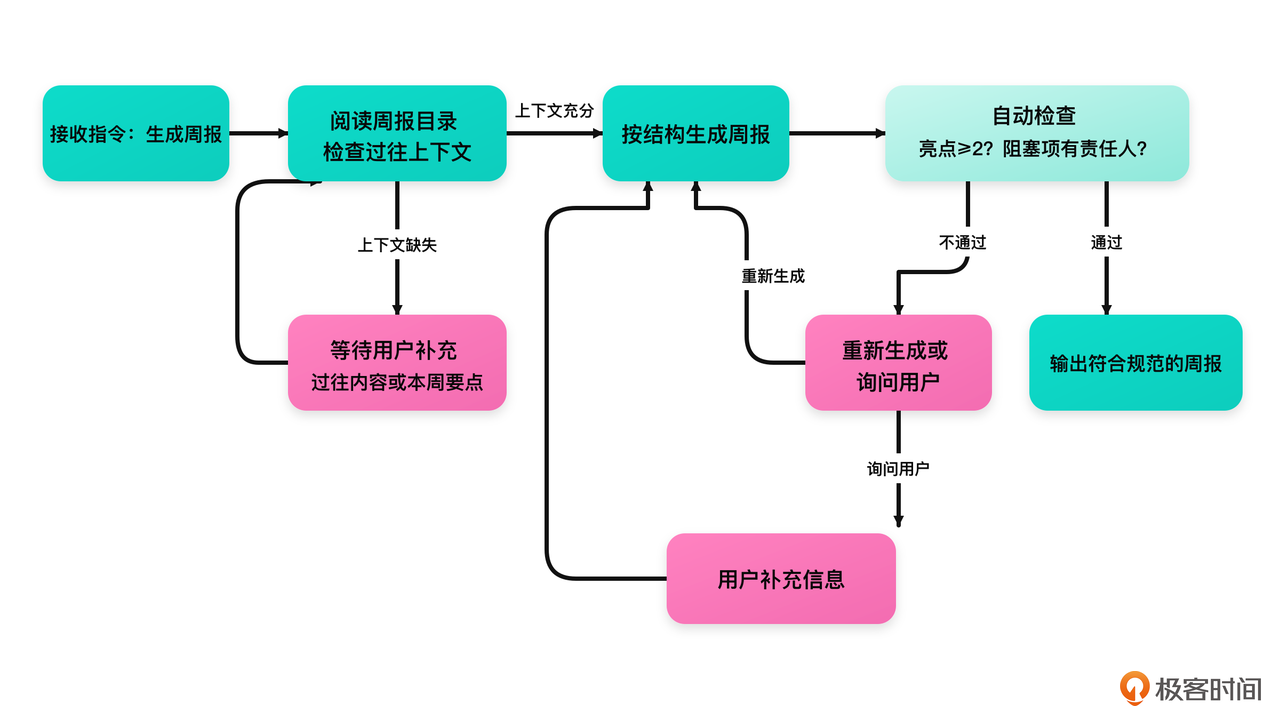 接收指令：生成周报
阅读周报目录
检查过往上下文
上下文充分
按结构生成周报
自动检查
亮点≥2？阻塞项有责任人？
上下文缺失
不通过
通过
重新生成
等待用户补充
过往内容或本周要点
重新生成或
询问用户
输出符合规范的周报
询问用户
用户补充信息
极客时间